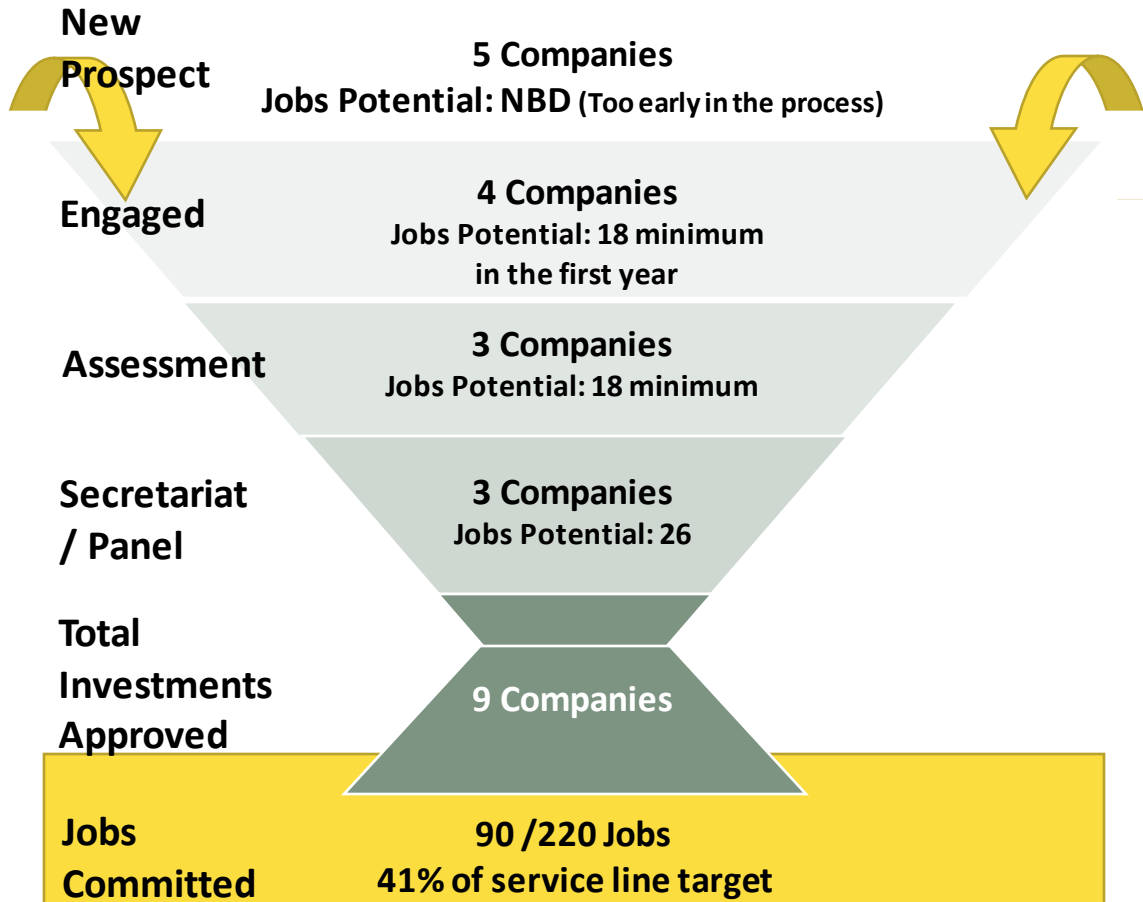 New
Prospect
5 Companies
Jobs Potential: NBD (Too early in the process)
Engaged
4 Companies
Jobs Potential: 18 minimum
in the first year
Assessment
3 Companies
Jobs Potential: 18 minimum
Secretariat
/ Panel
3 Companies
Jobs Potential: 26
Total
Investments
Approved
9 Companies
Jobs
Committed
90 /220 Jobs
41% of service line target